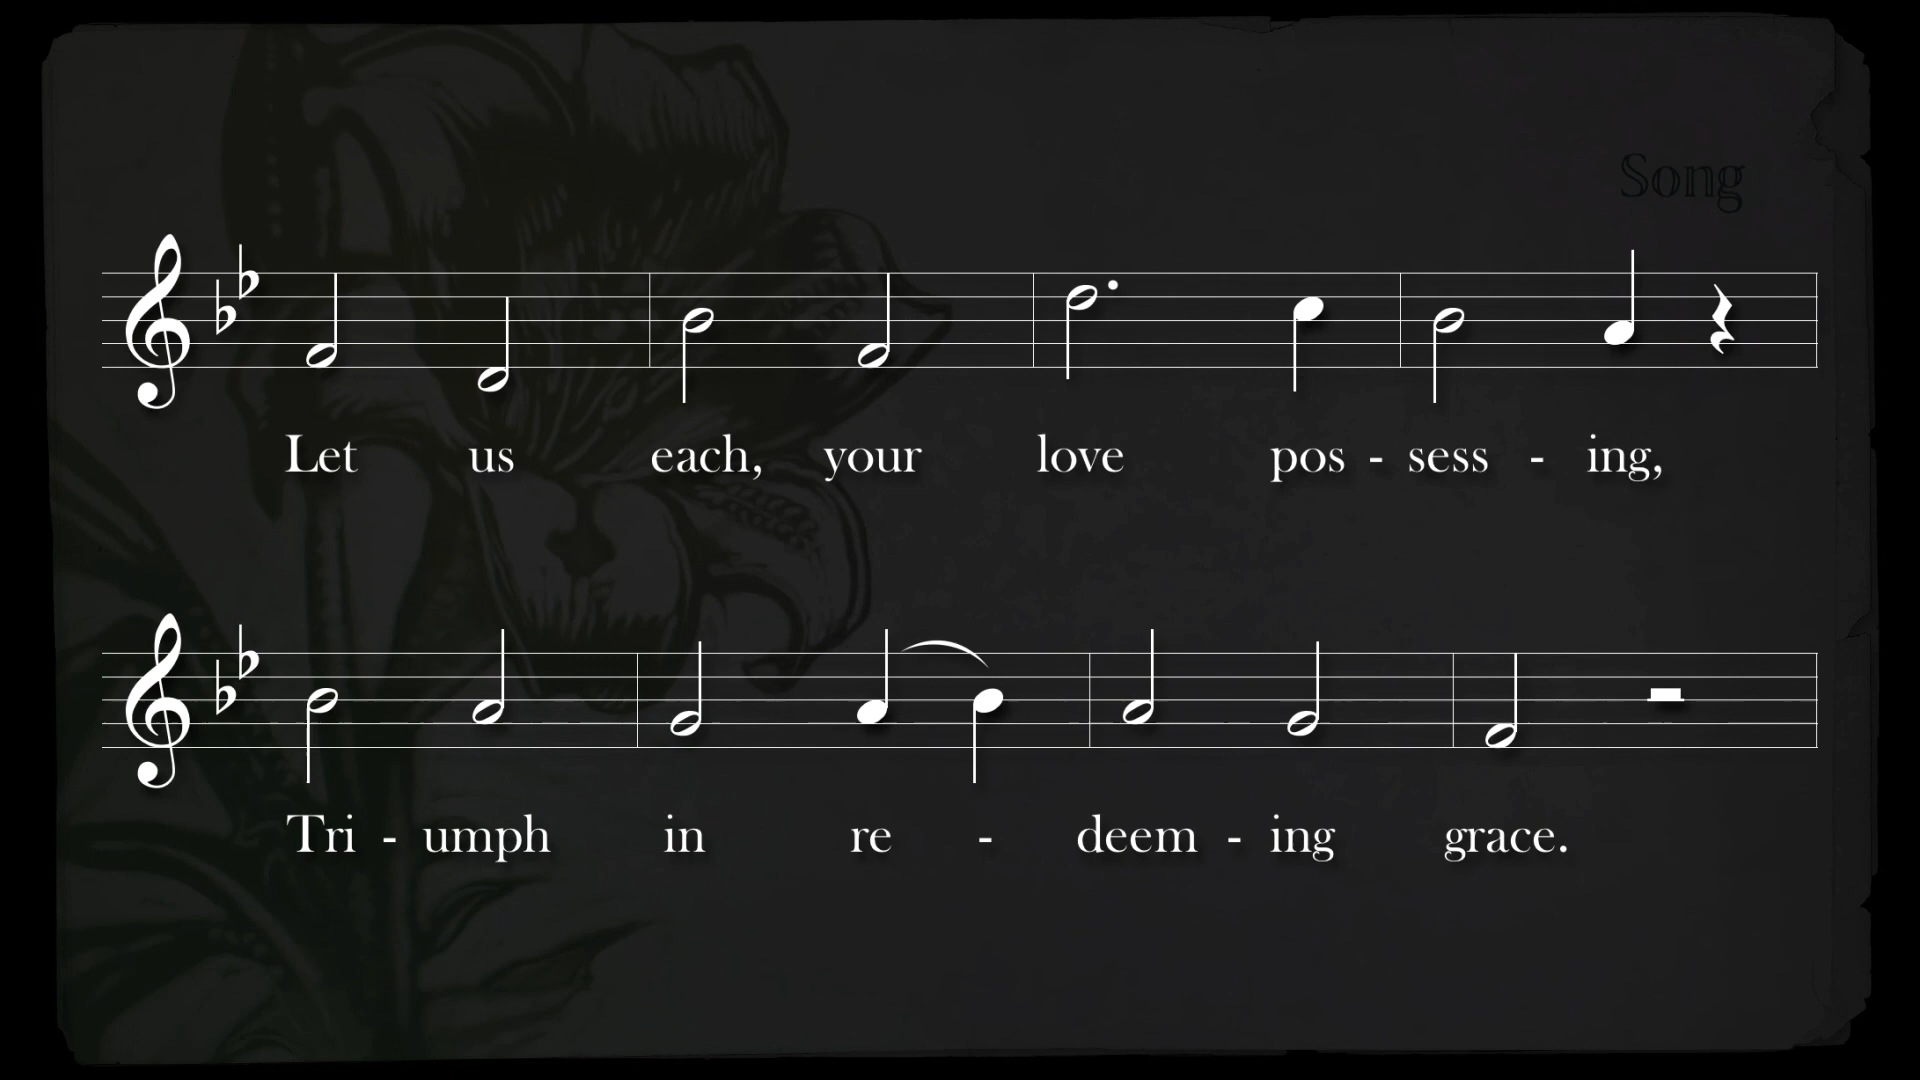 Song
Let us each, your love pos - sess - ing,
Tri - umph in re - deem - ing grace.